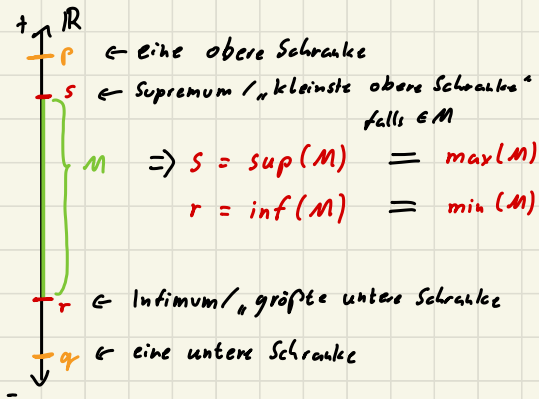 + ℝ
p ← eine obere Schranke
s ← Supremum / „kleinste obere Schranke“
falls ∈ M
M ⇒ s = sup(M) = max(M)
r = inf(M) = min(M)
r ← Infimum / „größte untere Schranke
q ← eine untere Schranke
-